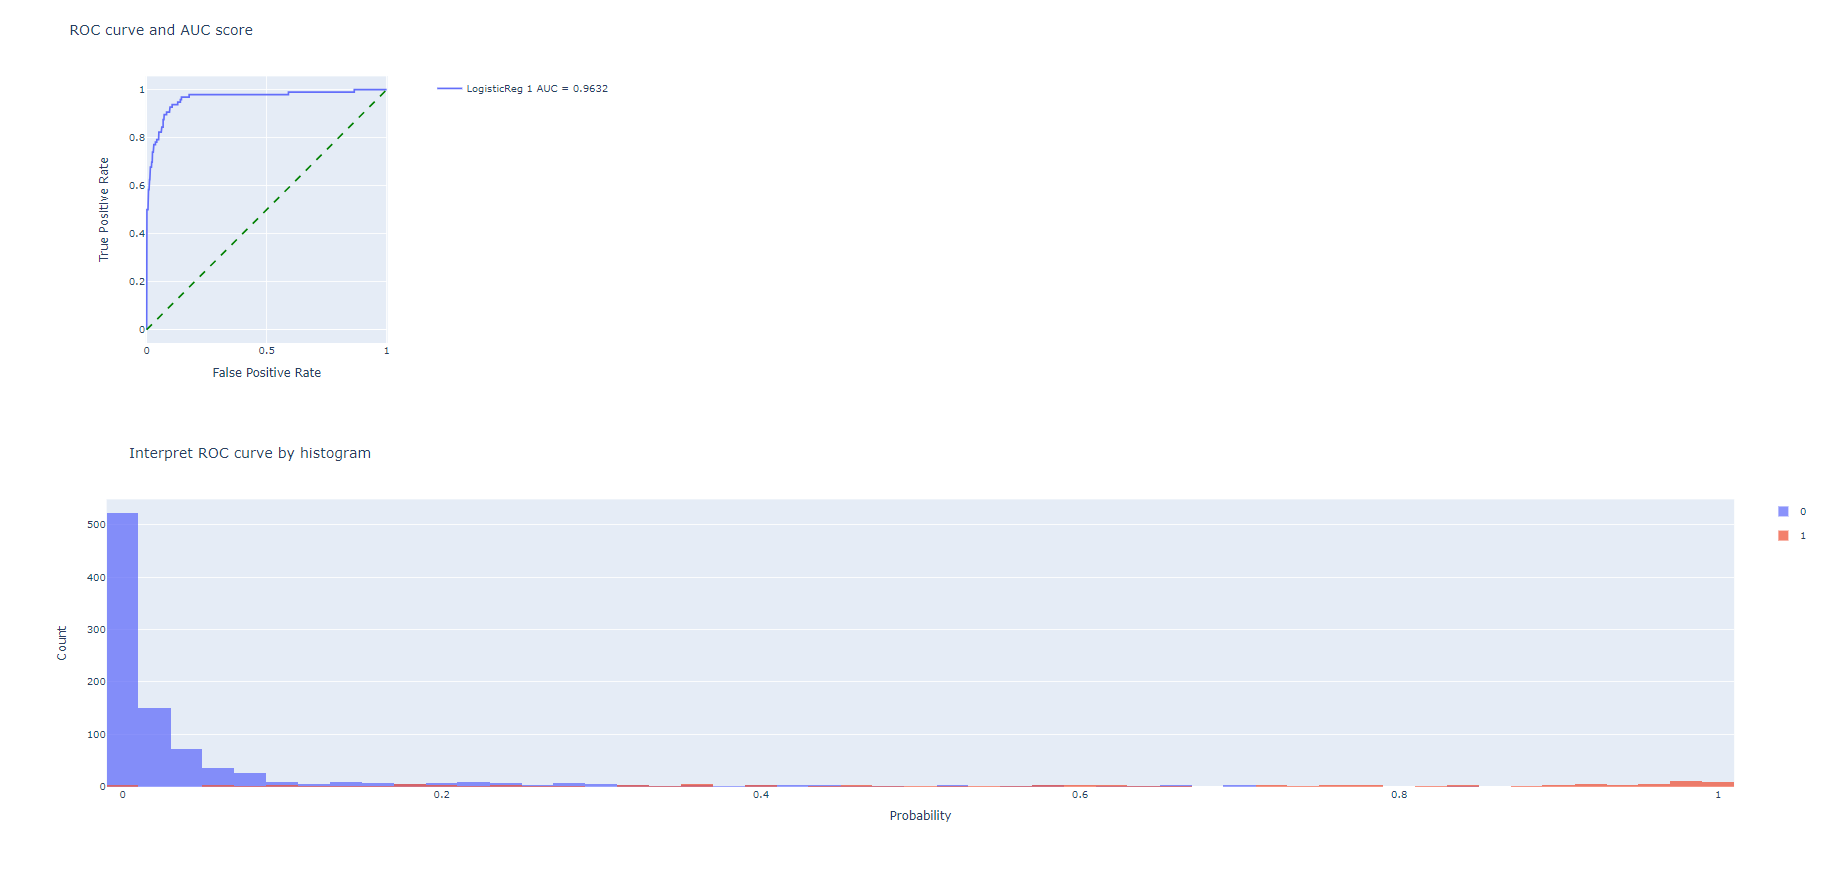 ROC curve and AUC score
1
0.8
0.6
0.4
0.2
0
True Positive Rate
0 0.5 1
False Positive Rate
LogisticReg 1 AUC = 0.9632
Interpret ROC curve by histogram
500
400
300
200
100
0
Count
0 0.2 0.4 0.6 0.8 1
Probability
0
1